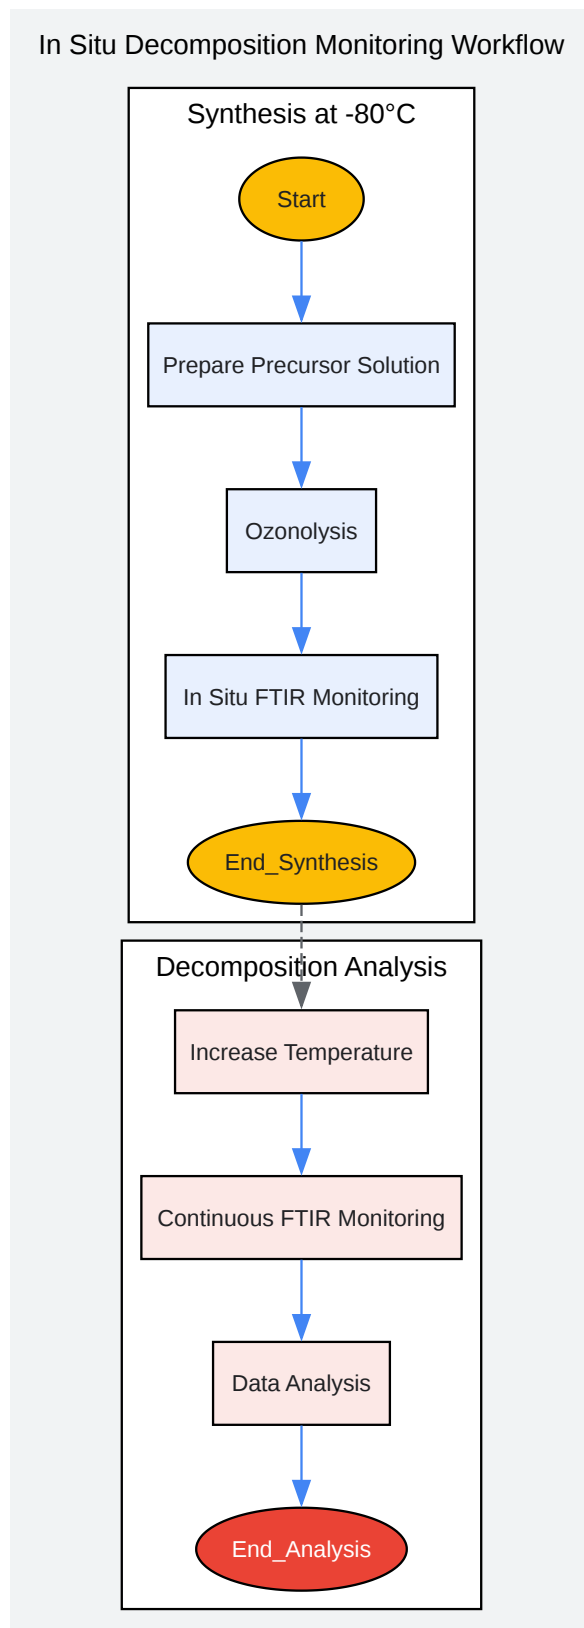 In Situ Decomposition Monitoring Workflow
Synthesis at -80°C
Start
Prepare Precursor Solution
Ozonolysis
In Situ FTIR Monitoring
End_Synthesis
Decomposition Analysis
Increase Temperature
Continuous FTIR Monitoring
Data Analysis
End_Analysis